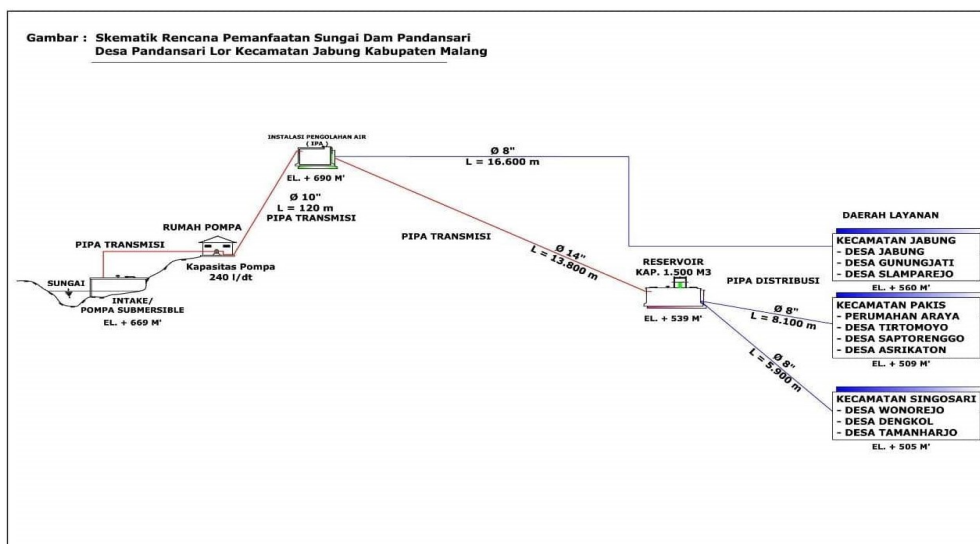 Gambar : Skematik Rencana Pemanfaatan Sungai Dam Pandansari
Desa Pandansari Lor Kecamatan Jabung Kabupaten Malang
INSTALASI PENGOLAHAN AIR
( IPA )
EL. + 690 M'
Ø 8"
L = 16.600 m
Ø 10"
L = 120 m
PIPA TRANSMISI
RUMAH POMPA
PIPA TRANSMISI
Kapasitas Pompa
240 l/dt
SUNGAI
INTAKE/
POMPA SUBMERSIBLE
EL. + 669 M'
PIPA TRANSMISI
Ø 14"
L = 13.800 m
RESERVOIR
KAP. 1.500 M3
EL. + 539 M'
PIPA DISTRIBUSI
Ø 8"
L = 8.100 m
Ø 8"
L = 5.900 m
DAERAH LAYANAN
KECAMATAN JABUNG
- DESA JABUNG
- DESA GUNUNGJATI
- DESA SLAMPAREJO
EL. + 560 M'
KECAMATAN PAKIS
- PERUMAHAN ARAYA
- DESA TIRTOMOYO
- DESA SAPTORENGGO
- DESA ASRIKATON
EL. + 509 M'
KECAMATAN SINGOSARI
- DESA WONOREJO
- DESA DENGKOL
- DESA TAMANHARJO
EL. + 505 M'